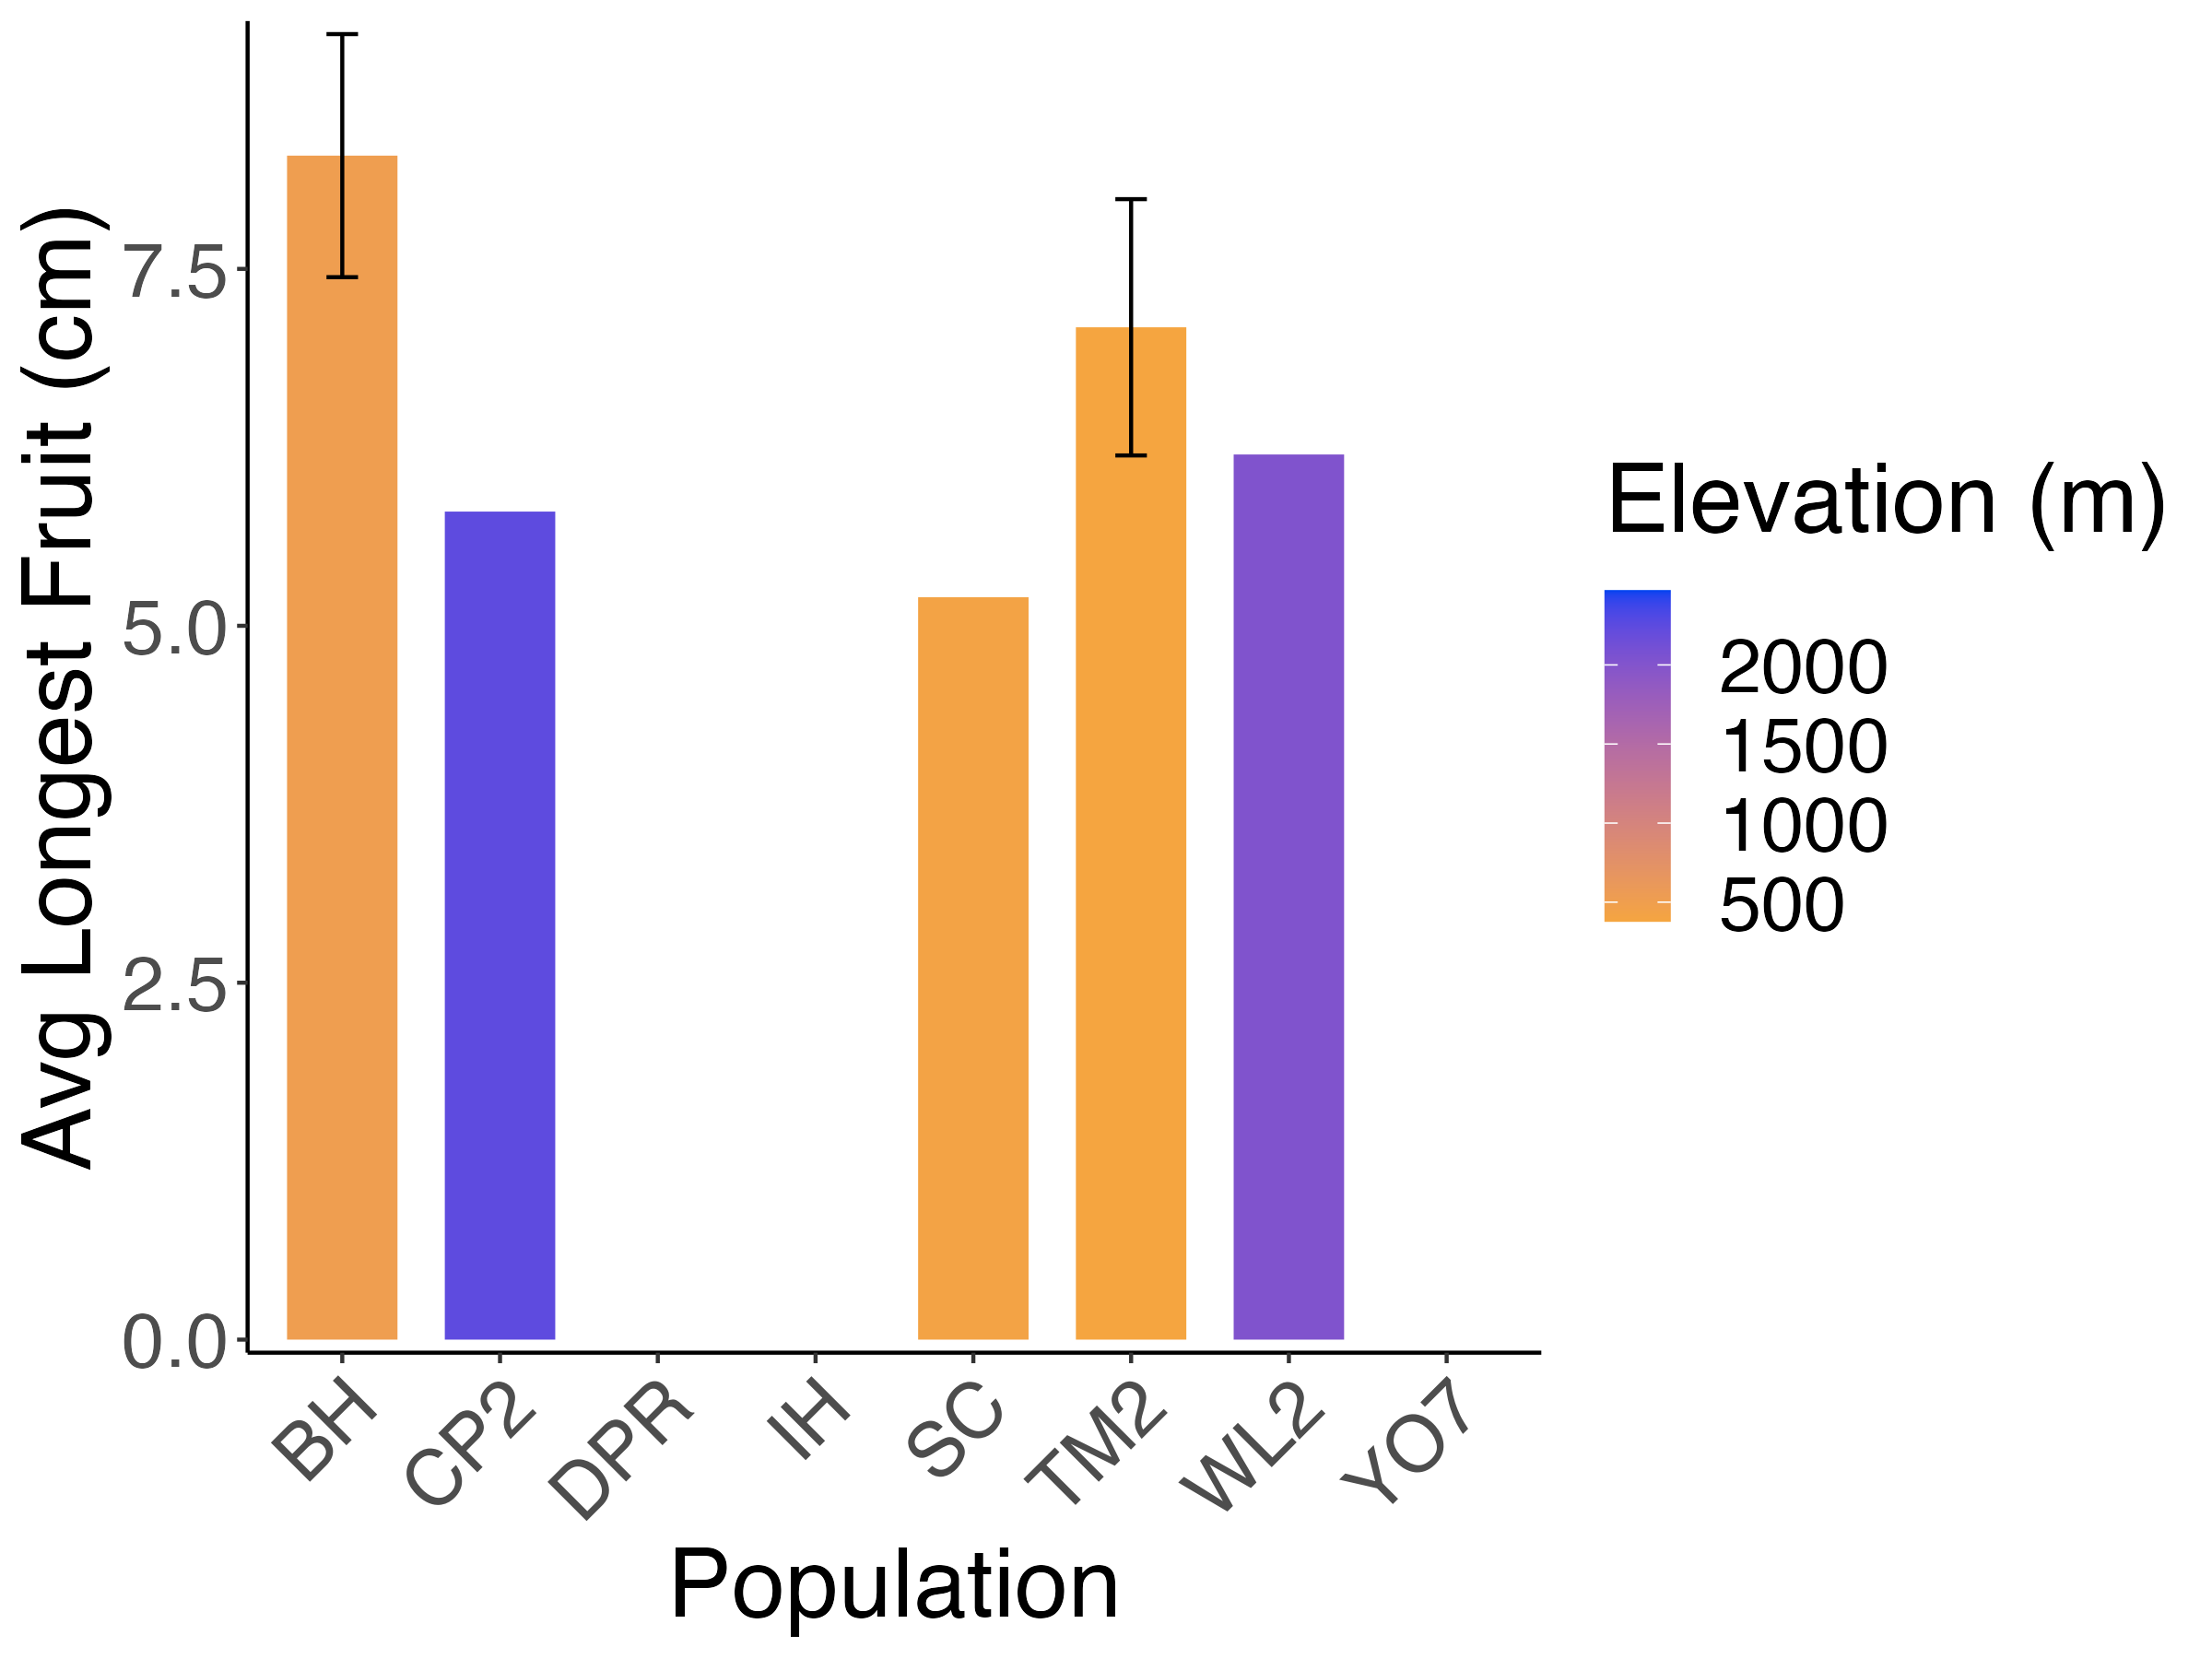 Avg Longest Fruit (cm)
7.5
5.0
2.5
0.0
BH
CP2
DPR
IH
SC
TM2
WL2
YO7
Population
Elevation (m)
2000
1500
1000
500